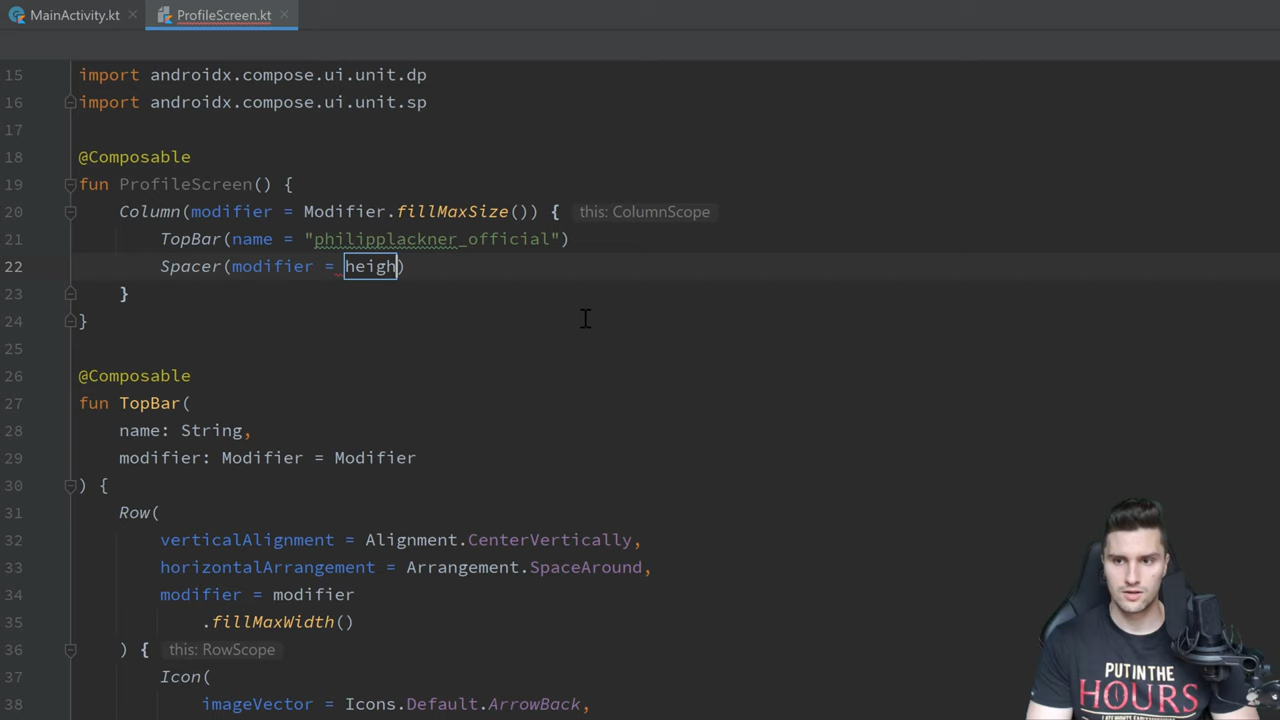 MainActivity.kt
ProfileScreen.kt
15 import androidx.compose.ui.unit.dp
16 import androidx.compose.ui.unit.sp
17
18 @Composable
19 fun ProfileScreen() {
20 Column(modifier = Modifier.fillMaxSize()) { this: ColumnScope
21 TopBar(name = "philipplackner_official")
22 Spacer(modifier = heigh)
23 }
24 }
25
26 @Composable
27 fun TopBar(
28 name: String,
29 modifier: Modifier = Modifier
30 ) {
31 Row(
32 verticalAlignment = Alignment.CenterVertically,
33 horizontalArrangement = Arrangement.SpaceAround,
34 modifier = modifier
35 .fillMaxWidth()
36 ) { this: RowScope
37 Icon(
38 imageVector = Icons.Default.ArrowBack,
PUT IN THE
HOURS